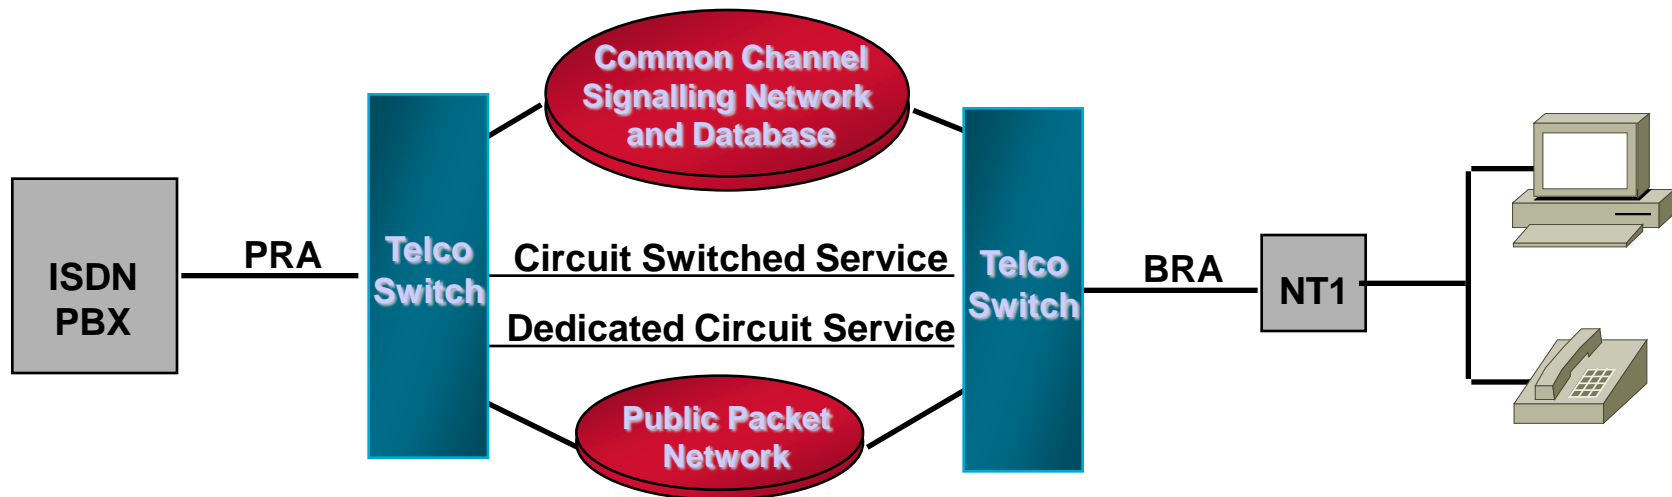 Common Channel
Signalling Network
and Database
ISDN
PBX
PRA
Telco
Switch
Circuit Switched Service
Dedicated Circuit Service
Public Packet
Network
Telco
Switch
BRA
NT1